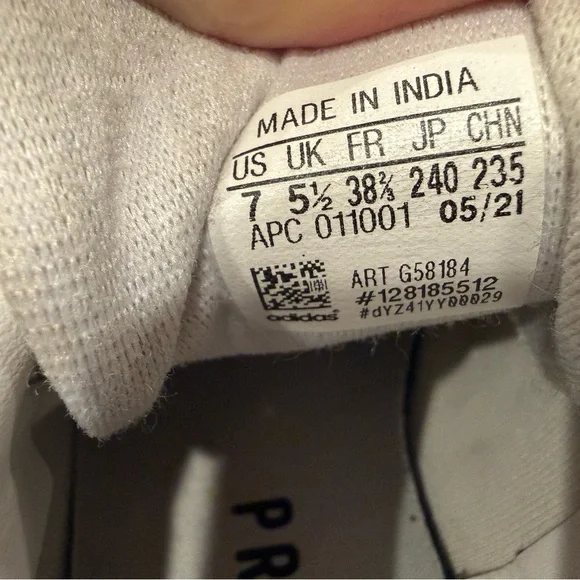 MADE IN INDIA
US UK FR JP CHN
7 5½ 38⅔ 240 235
APC 011001 05/21
ART G58184
#128185512
#dYZ41YY00029
adidas
PR